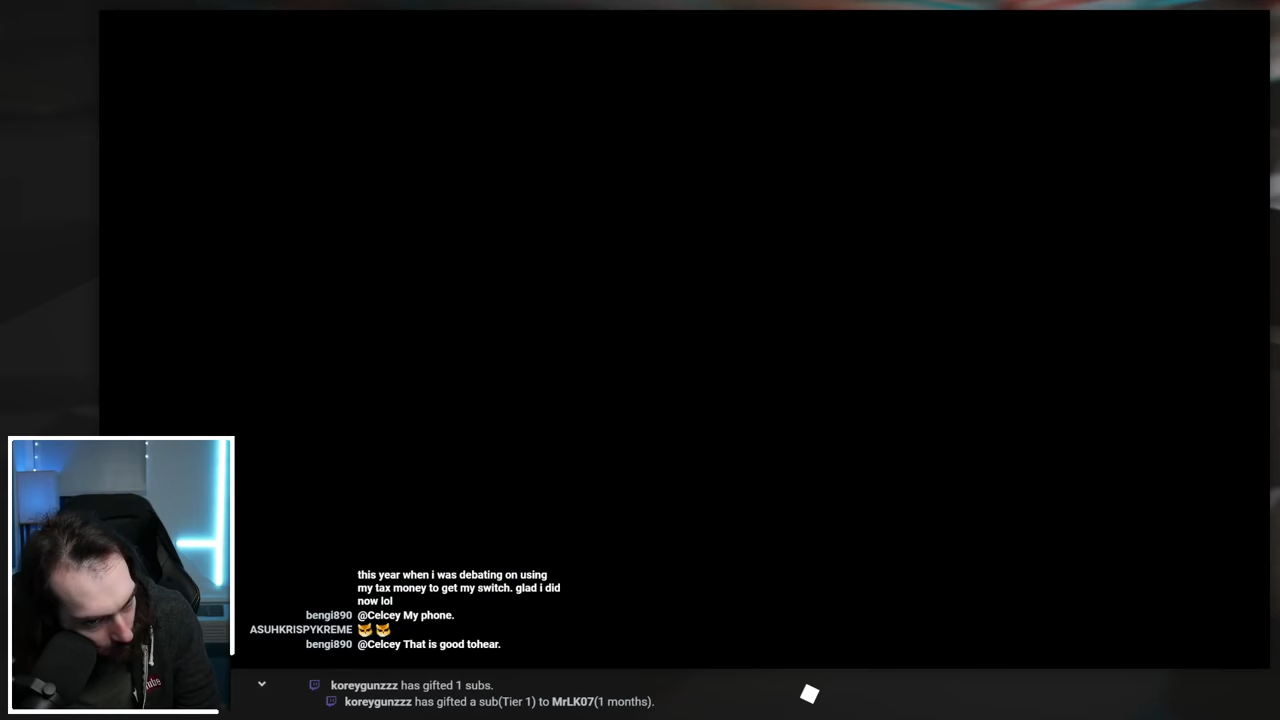 this year when i was debating on using
my tax money to get my switch. glad i did
now lol
bengi890 @Celcey My phone.
ASUHKRISPYKREME
bengi890 @Celcey That is good tohear.
koreygunzzz has gifted 1 subs.
koreygunzzz has gifted a sub(Tier 1) to MrLK07(1 months).